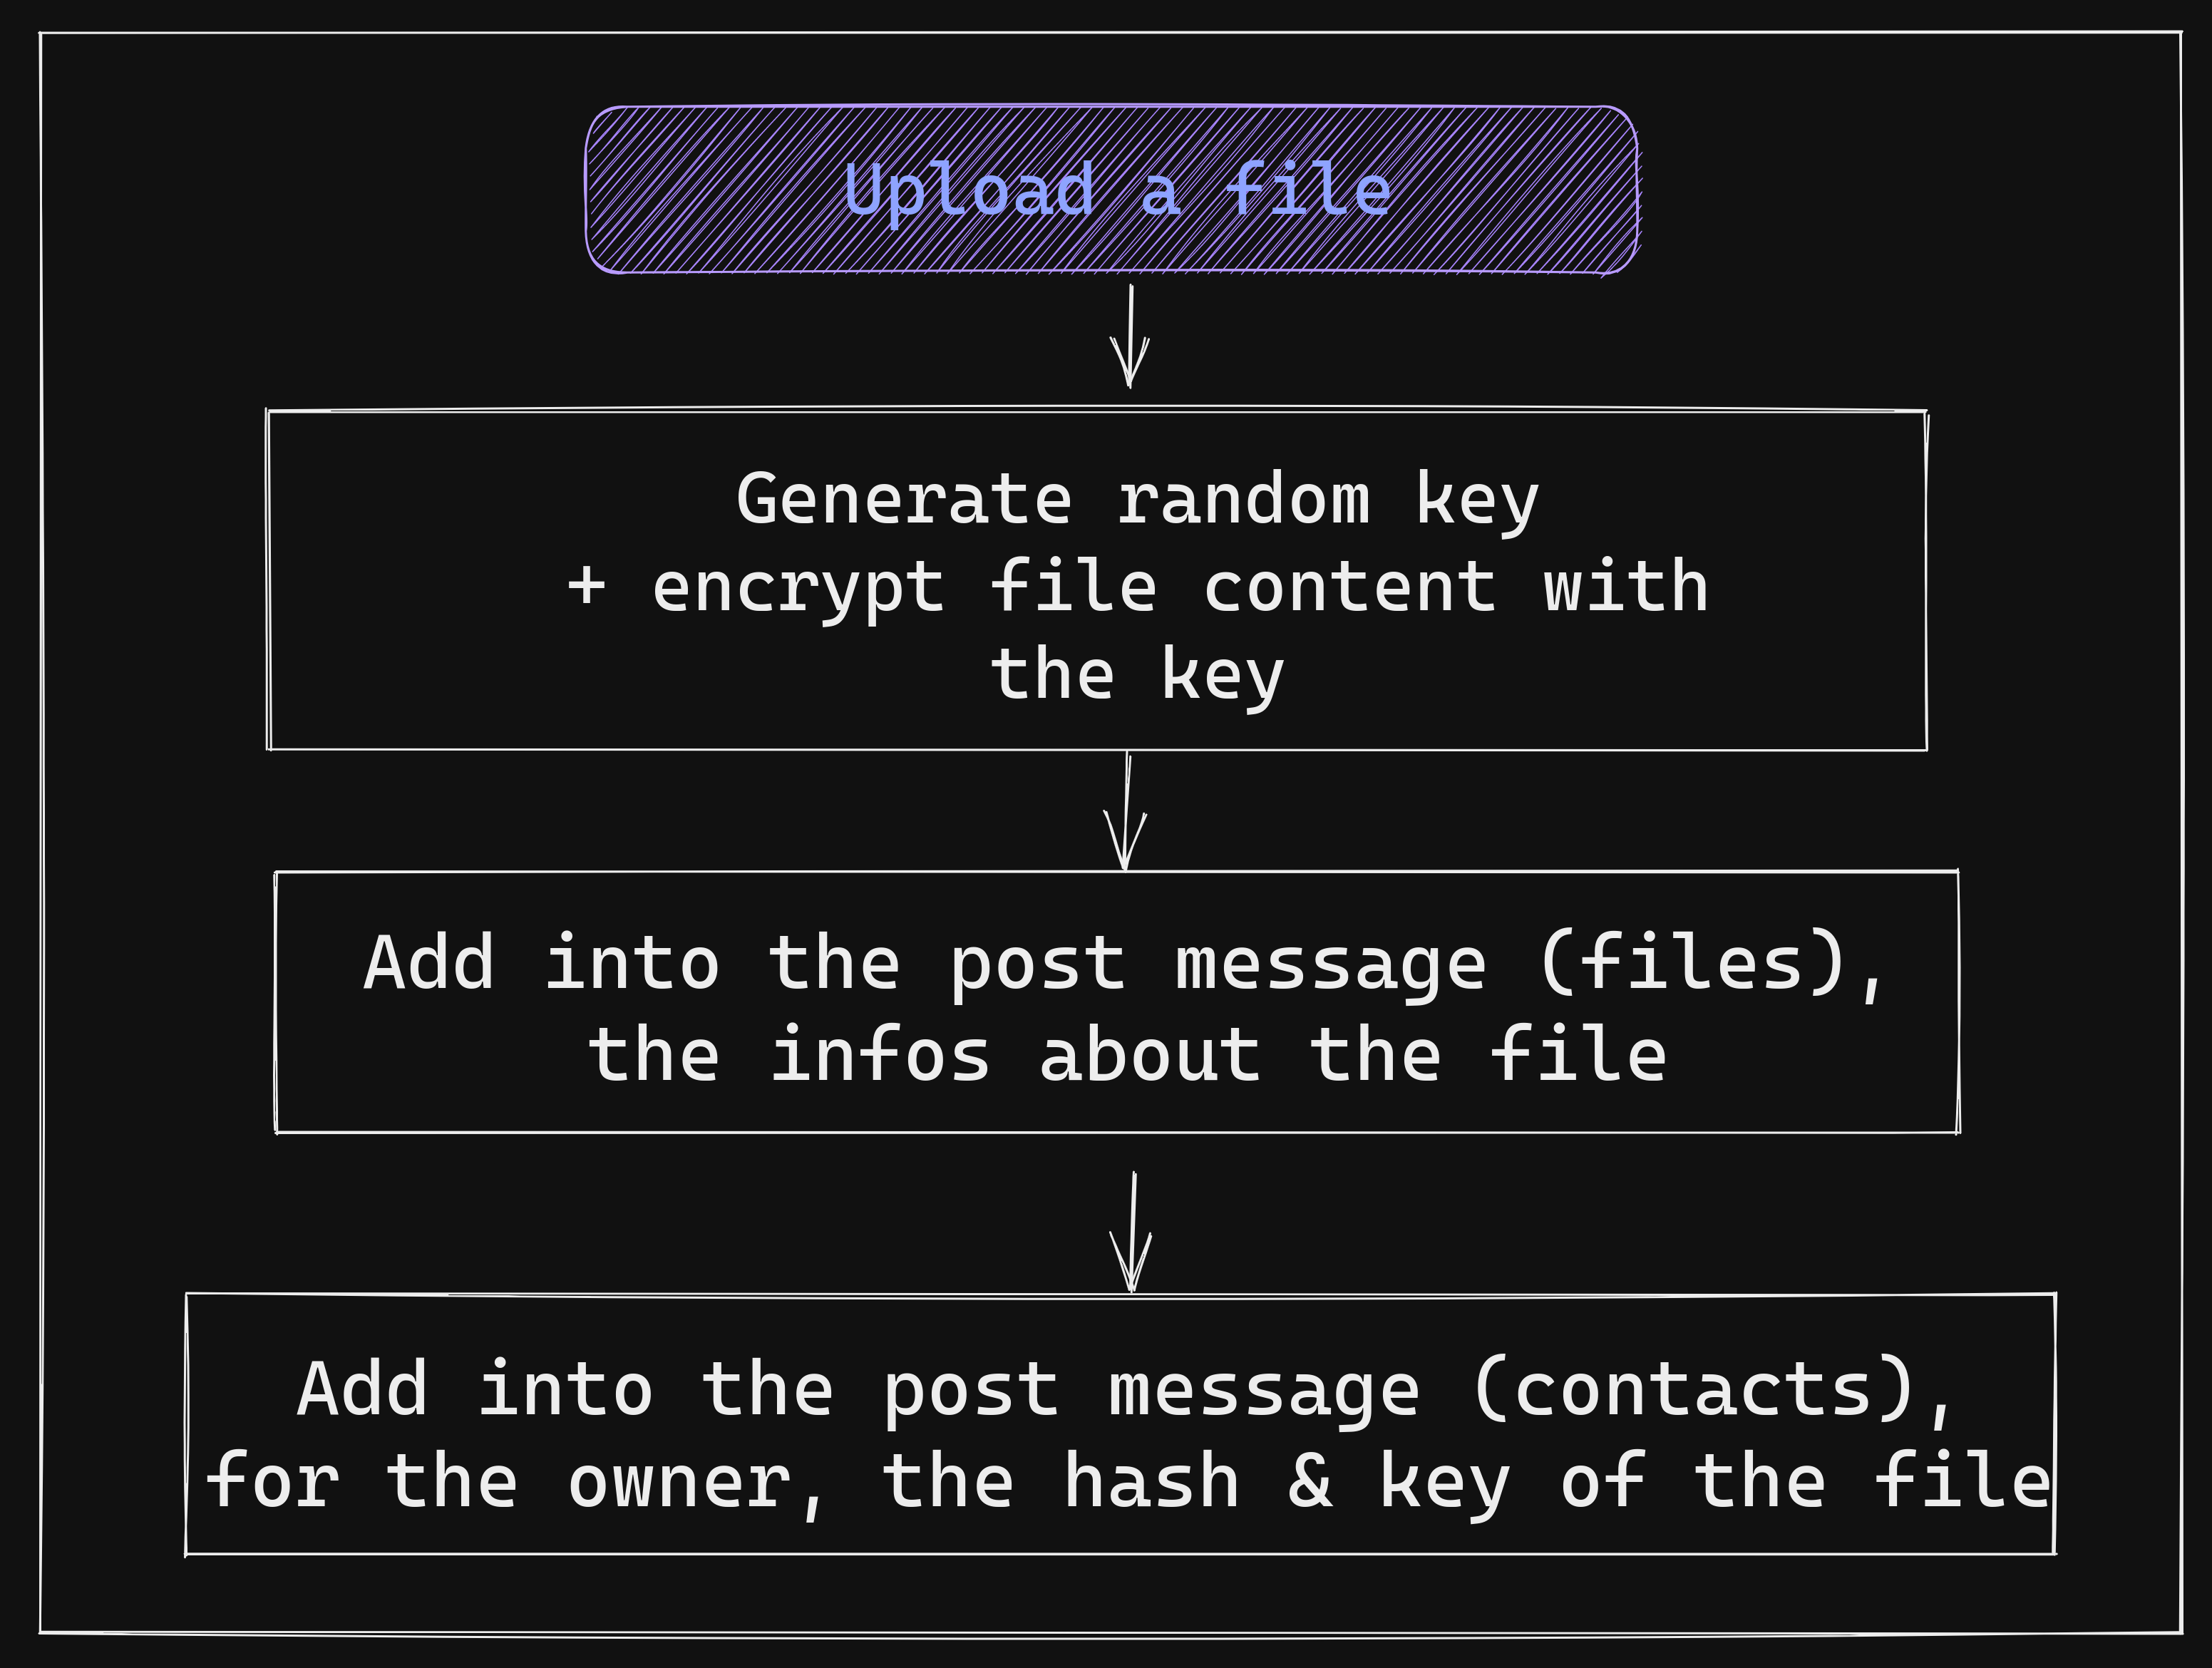 Upload a file
Generate random key
+ encrypt file content with
the key
Add into the post message (files),
the infos about the file
Add into the post message (contacts),
for the owner, the hash & key of the file